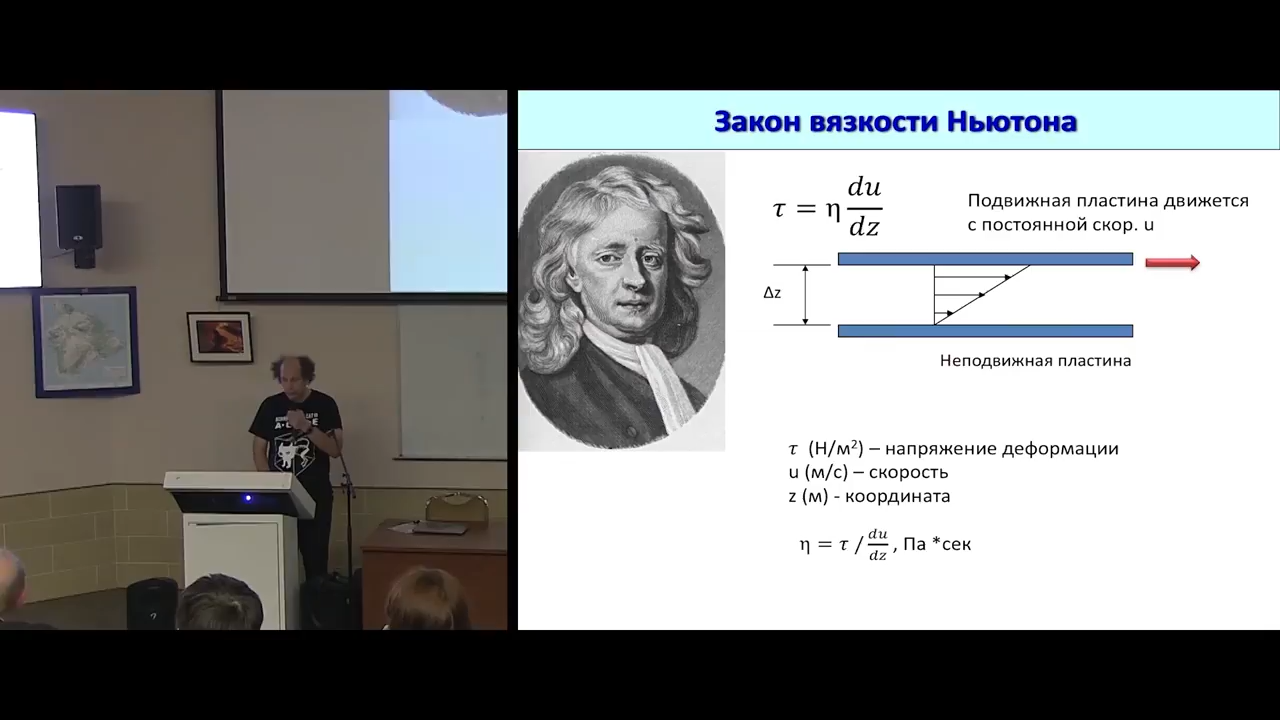 Закон вязкости Ньютона
τ = η du/dz
Подвижная пластина движется
с постоянной скор. u
Δz
Неподвижная пластина
τ (Н/м²) – напряжение деформации
u (м/с) – скорость
z (м) - координата
η = τ / du/dz , Па *сек